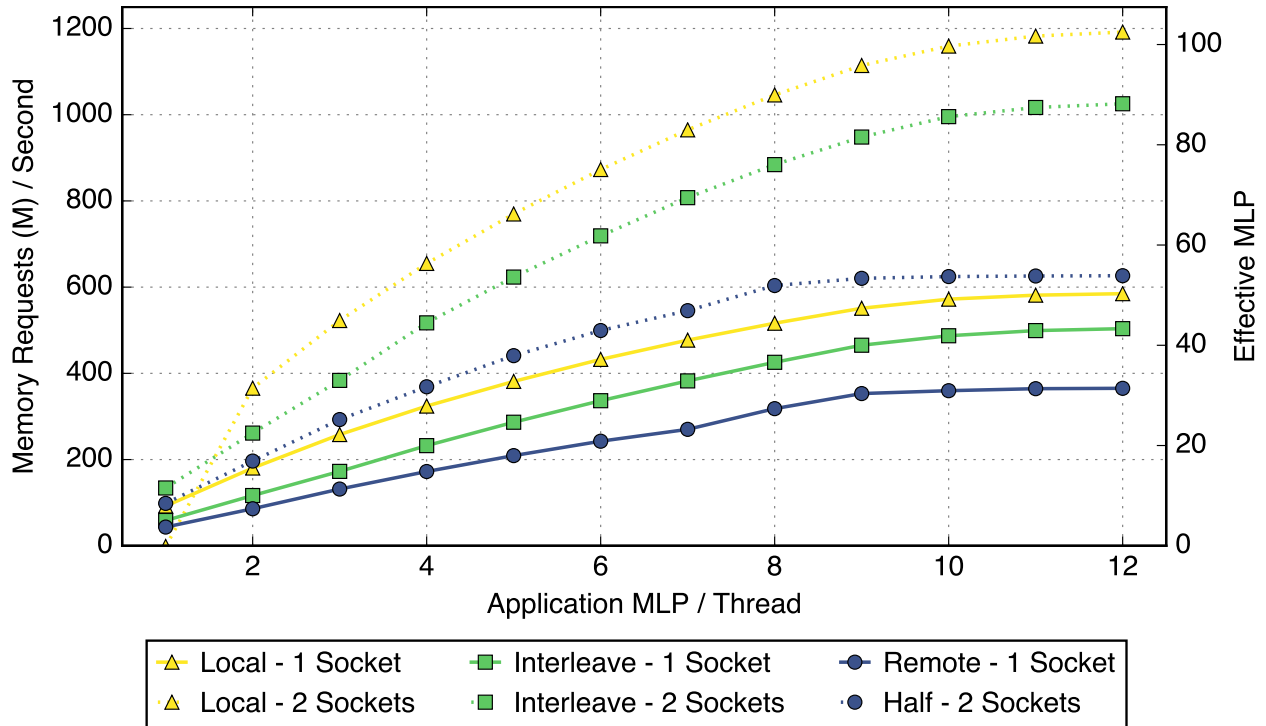 1200
1000
800
600
400
200
0
Memory Requests (M) / Second
100
80
60
40
20
0
Effective MLP
2 4 6 8 10 12
Application MLP / Thread
Local - 1 Socket Interleave - 1 Socket Remote - 1 Socket
Local - 2 Sockets Interleave - 2 Sockets Half - 2 Sockets